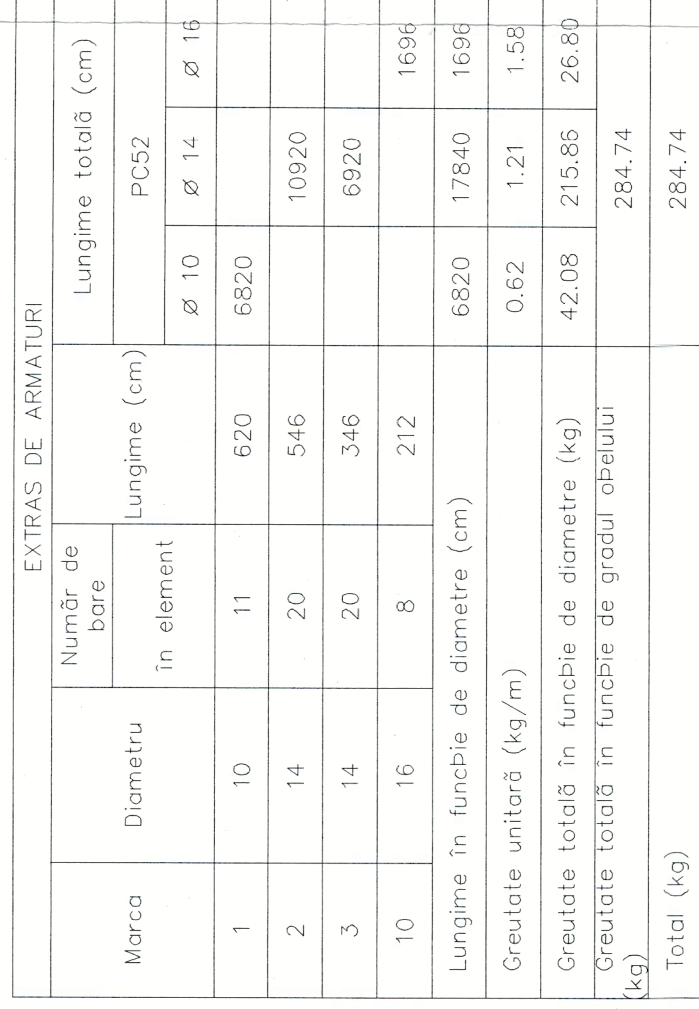 EXTRAS DE ARMATURI
Marca Diametru Număr de bare Lungime (cm) Lungime totală (cm)
în element PC52
Ø 10 Ø 14 Ø 16
1 10 11 620 6820
2 14 20 546 10920
3 14 20 346 6920
10 16 8 212 1696
Lungime în funcÞie de diametre (cm) 6820 17840 1696
Greutate unitară (kg/m) 0.62 1.21 1.58
Greutate totală în funcÞie de diametre (kg) 42.08 215.86 26.80
Greutate totală în funcÞie de gradul oÞelului
(kg) 284.74
Total (kg) 284.74